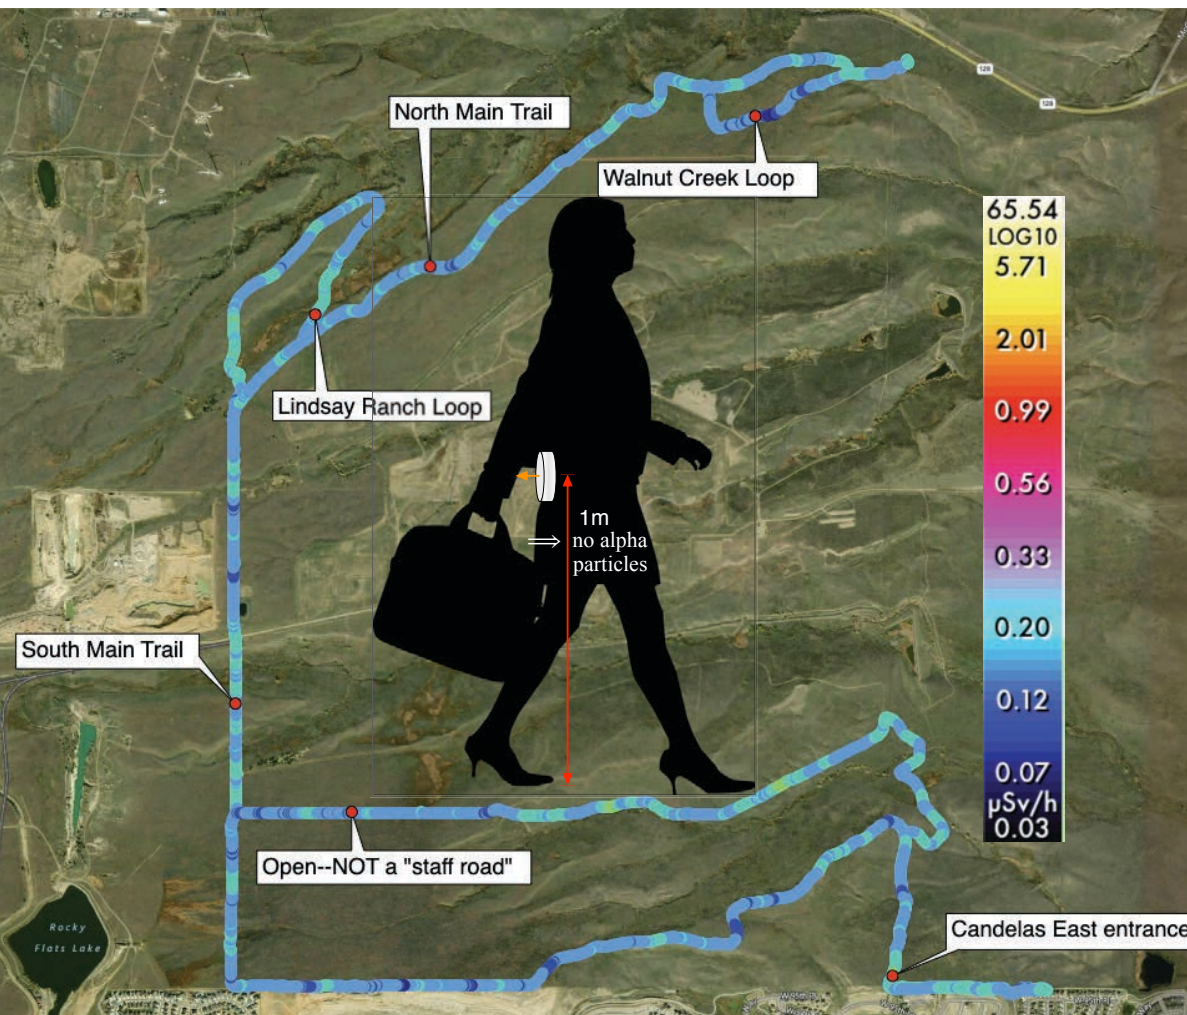 128
128
North Main Trail
Walnut Creek Loop
65.54
LOG10
5.71
2.01
0.99
0.56
0.33
0.20
0.12
0.07
µSv/h
0.03
Lindsay Ranch Loop
1m
⇒ no alpha
particles
South Main Trail
Open--NOT a "staff road"
Rocky
Flats Lake
Candelas East entrance